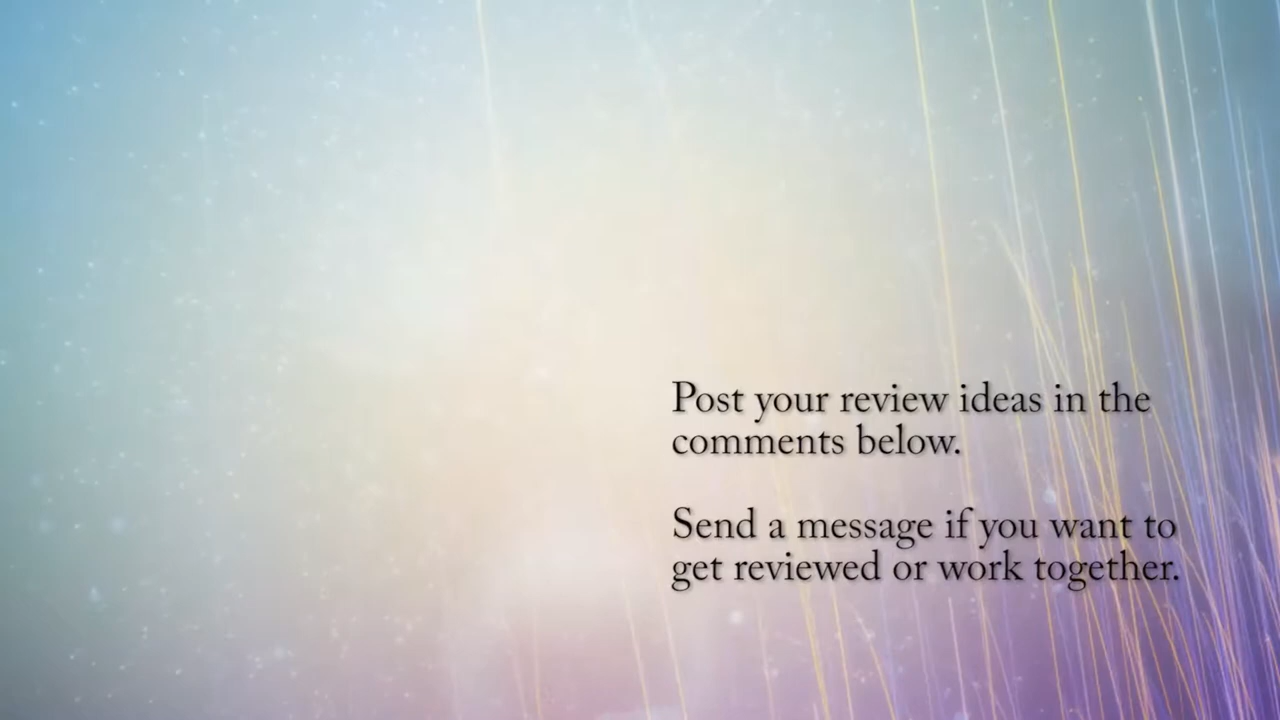 Post your review ideas in the
comments below.
Send a message if you want to
get reviewed or work together.